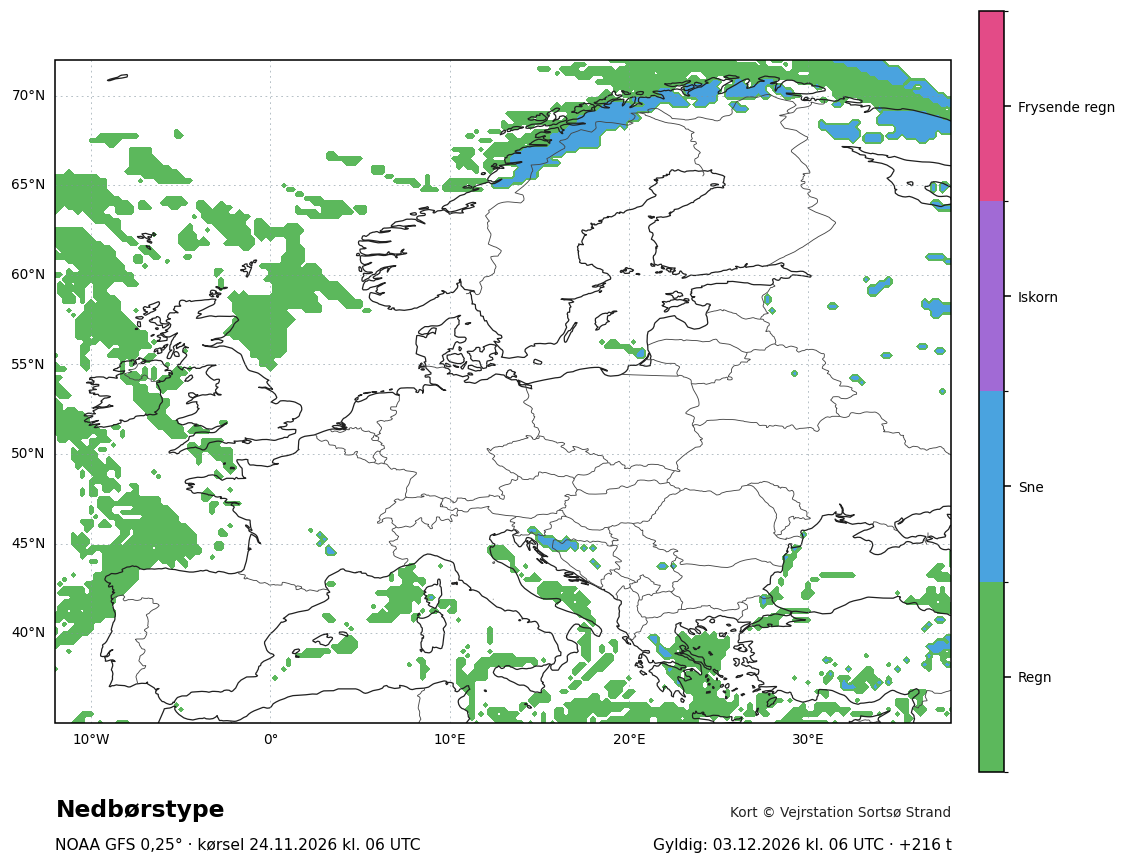 70°N
65°N
60°N
55°N
50°N
45°N
40°N
10°W
0°
10°E
20°E
30°E
Frysende regn
Iskorn
Sne
Regn
Nedbørstype
Kort © Vejrstation Sortsø Strand
NOAA GFS 0,25° · kørsel 24.11.2026 kl. 06 UTC
Gyldig: 03.12.2026 kl. 06 UTC · +216 t